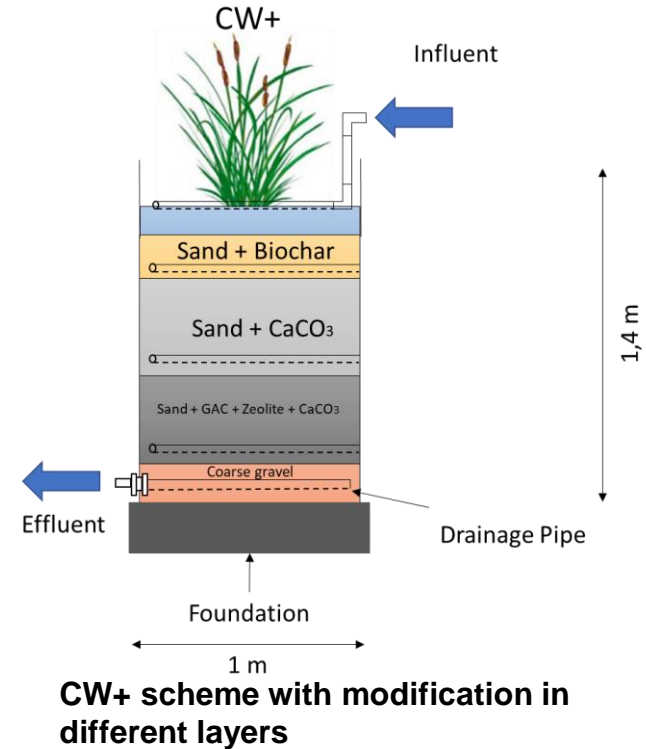 CW+
Influent
Sand + Biochar
Sand + CaCO3
Sand + GAC + Zeolite + CaCO3
Coarse gravel
1,4 m
Effluent
Drainage Pipe
Foundation
1 m
CW+ scheme with modification in
different layers